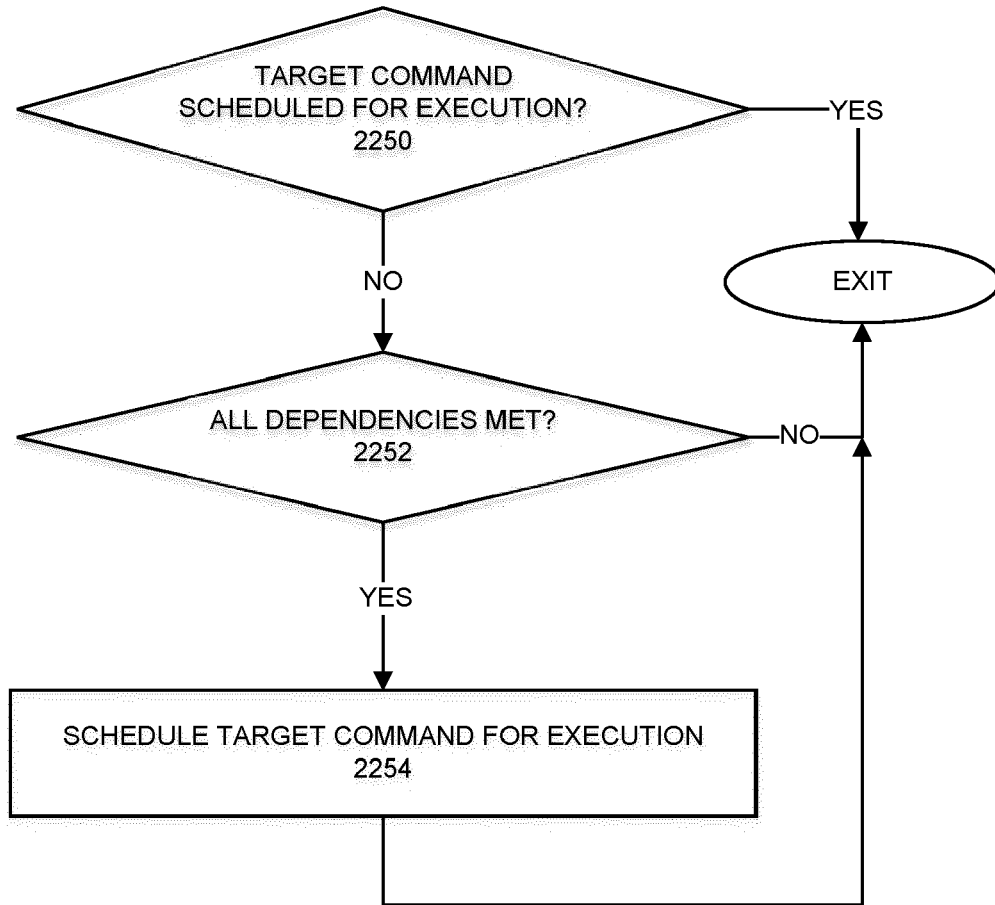 TARGET COMMAND
SCHEDULED FOR EXECUTION?
2250
YES
EXIT
NO
ALL DEPENDENCIES MET?
2252
NO
YES
SCHEDULE TARGET COMMAND FOR EXECUTION
2254